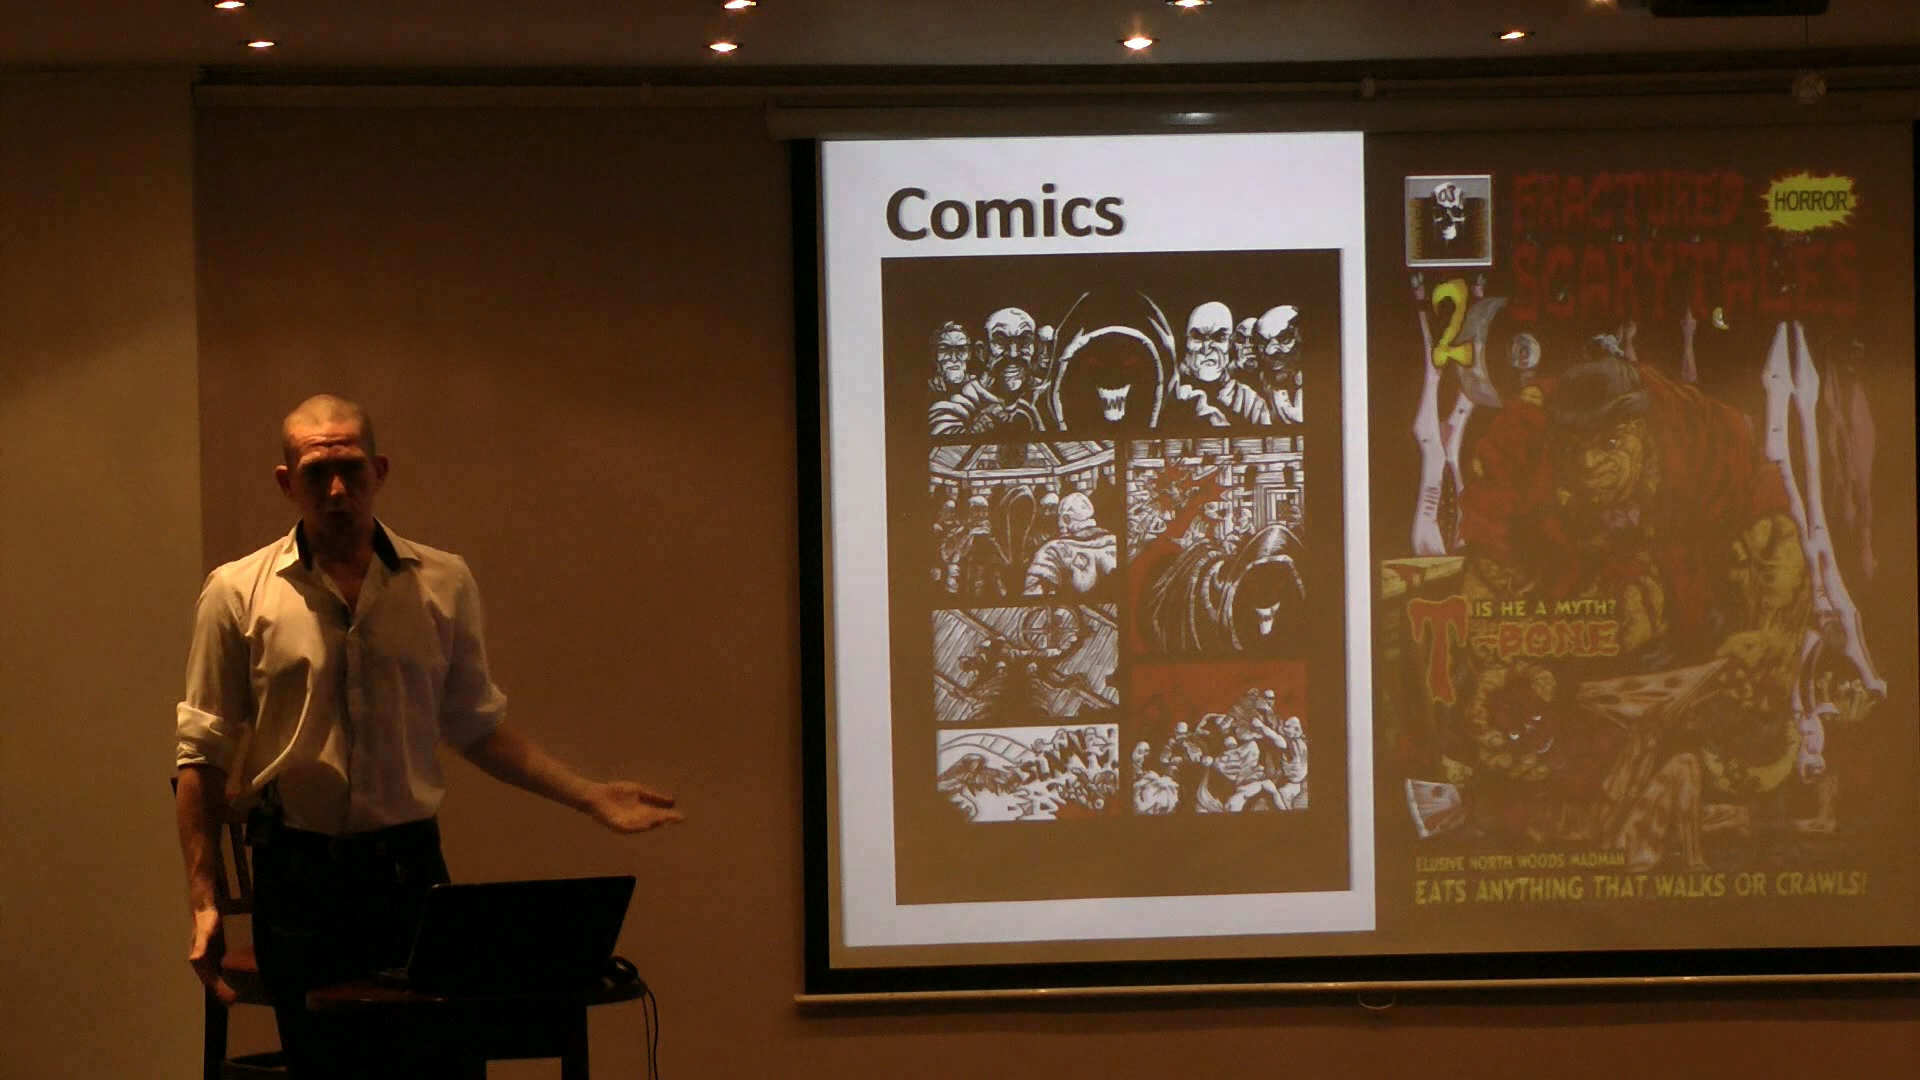 Comics
FRACTURED
SCARYTALES
HORROR
2
IS HE A MYTH?
T-BONE
ELUSIVE NORTH WOODS MADMAN
EATS ANYTHING THAT WALKS OR CRAWLS!